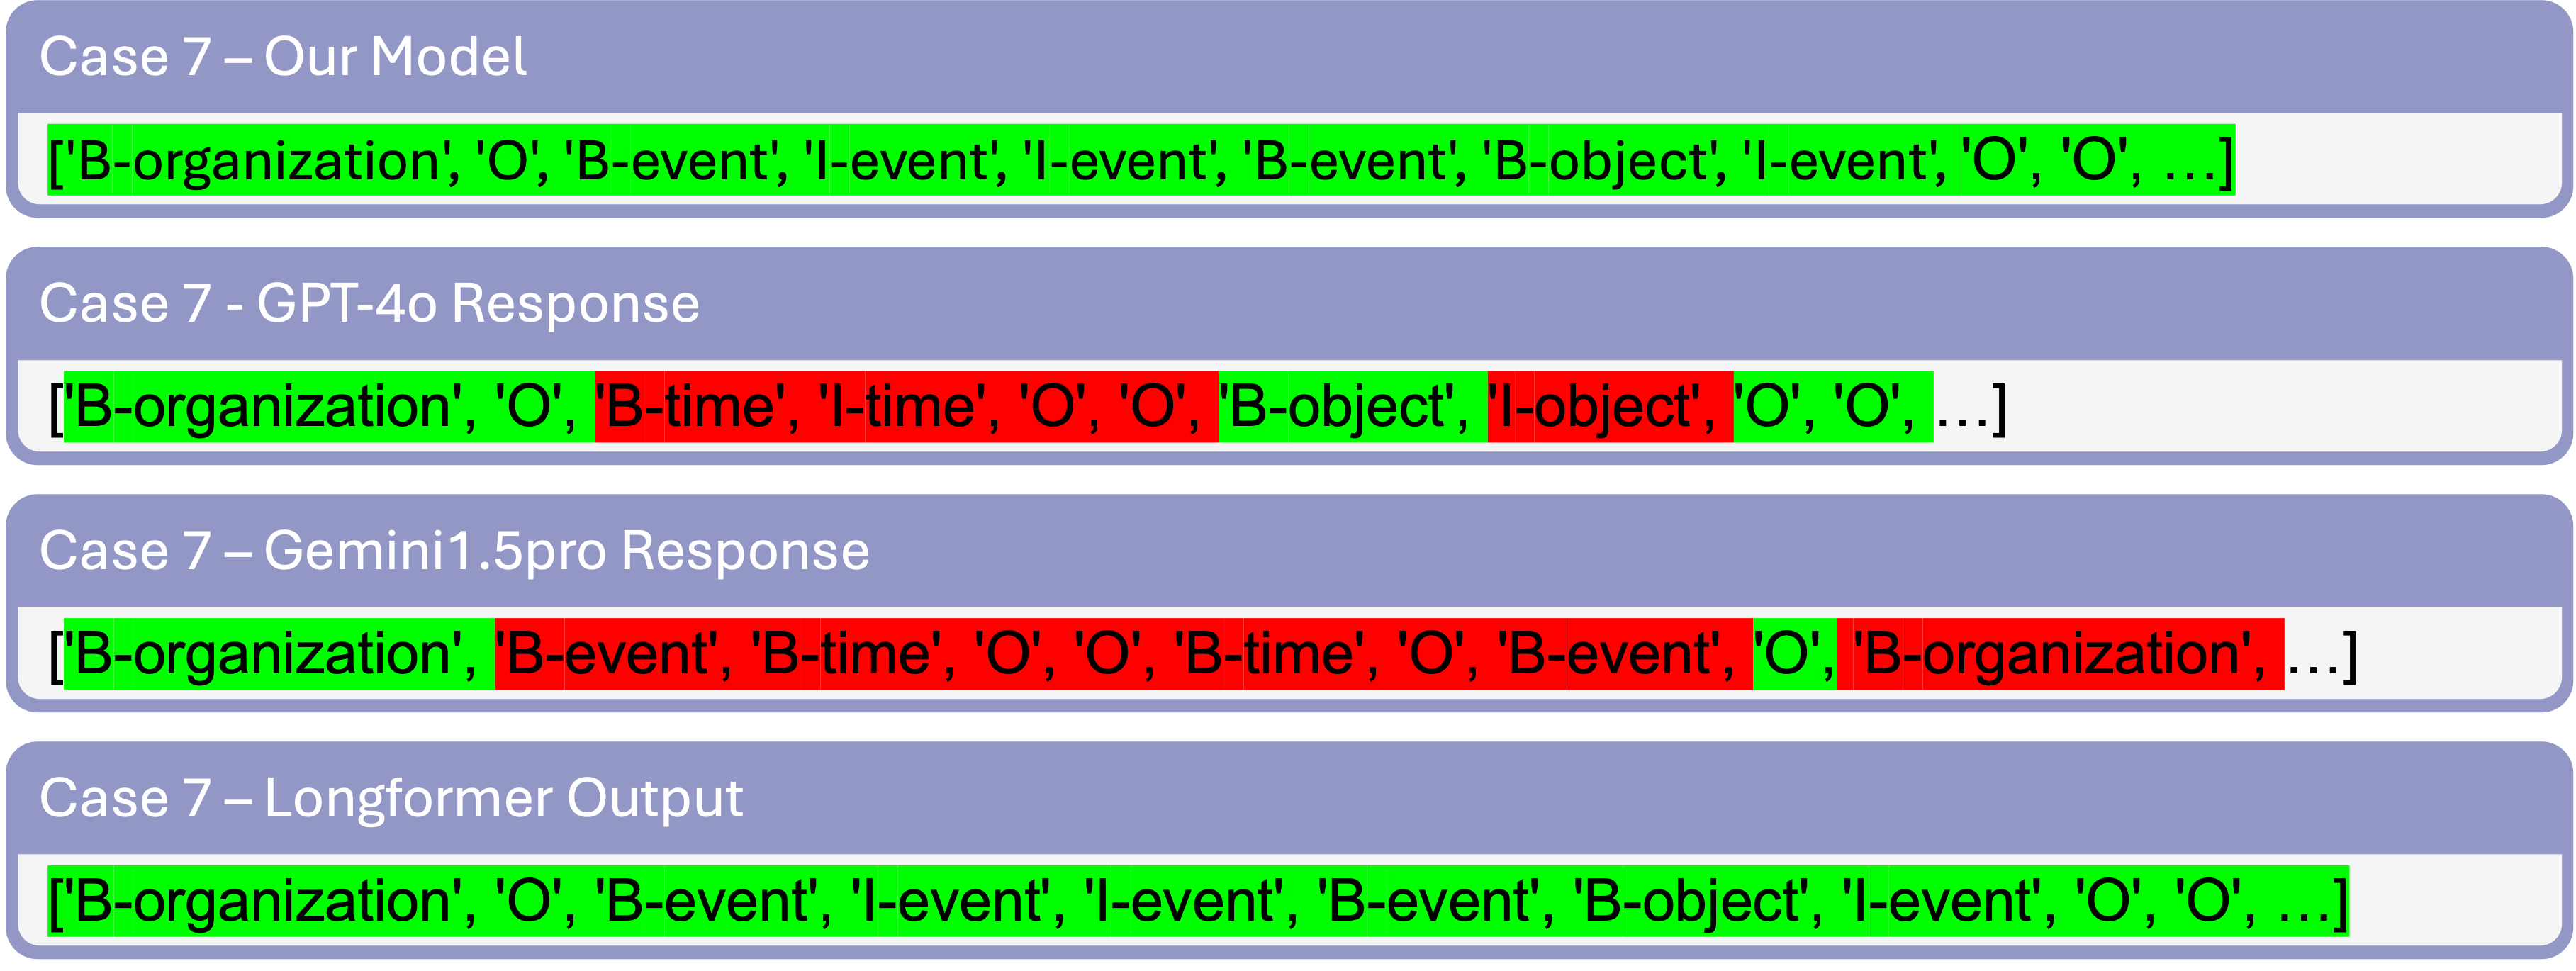 Case 7 – Our Model
['B-organization', 'O', 'B-event', 'I-event', 'I-event', 'B-event', 'B-object', 'I-event', 'O', 'O', …]
Case 7 - GPT-4o Response
['B-organization', 'O', 'B-time', 'I-time', 'O', 'O', 'B-object', 'I-object', 'O', 'O', …]
Case 7 – Gemini1.5pro Response
['B-organization', 'B-event', 'B-time', 'O', 'O', 'B-time', 'O', 'B-event', 'O', 'B-organization', …]
Case 7 – Longformer Output
['B-organization', 'O', 'B-event', 'I-event', 'I-event', 'B-event', 'B-object', 'I-event', 'O', 'O', …]